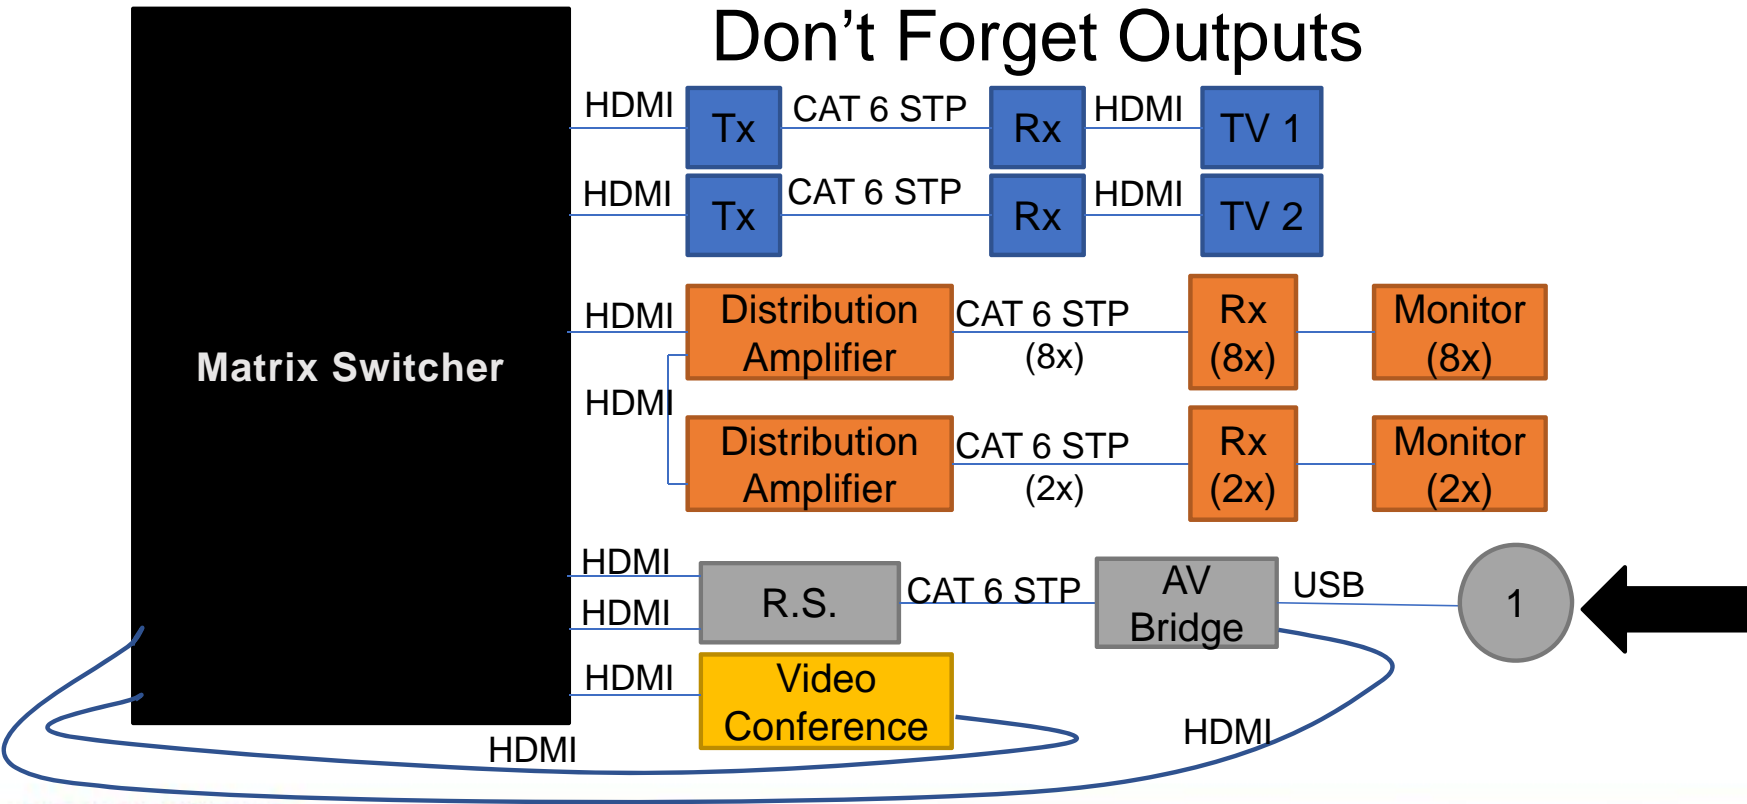 Don't Forget Outputs
HDMI
Tx
CAT 6 STP
Rx
HDMI
TV 1
HDMI
Tx
CAT 6 STP
Rx
HDMI
TV 2
Matrix Switcher
HDMI
Distribution
Amplifier
CAT 6 STP
(8x)
Rx
(8x)
Monitor
(8x)
HDMI
Distribution
Amplifier
CAT 6 STP
(2x)
Rx
(2x)
Monitor
(2x)
HDMI
HDMI
R.S.
CAT 6 STP
AV
Bridge
USB
1
HDMI
Video
Conference
HDMI
HDMI